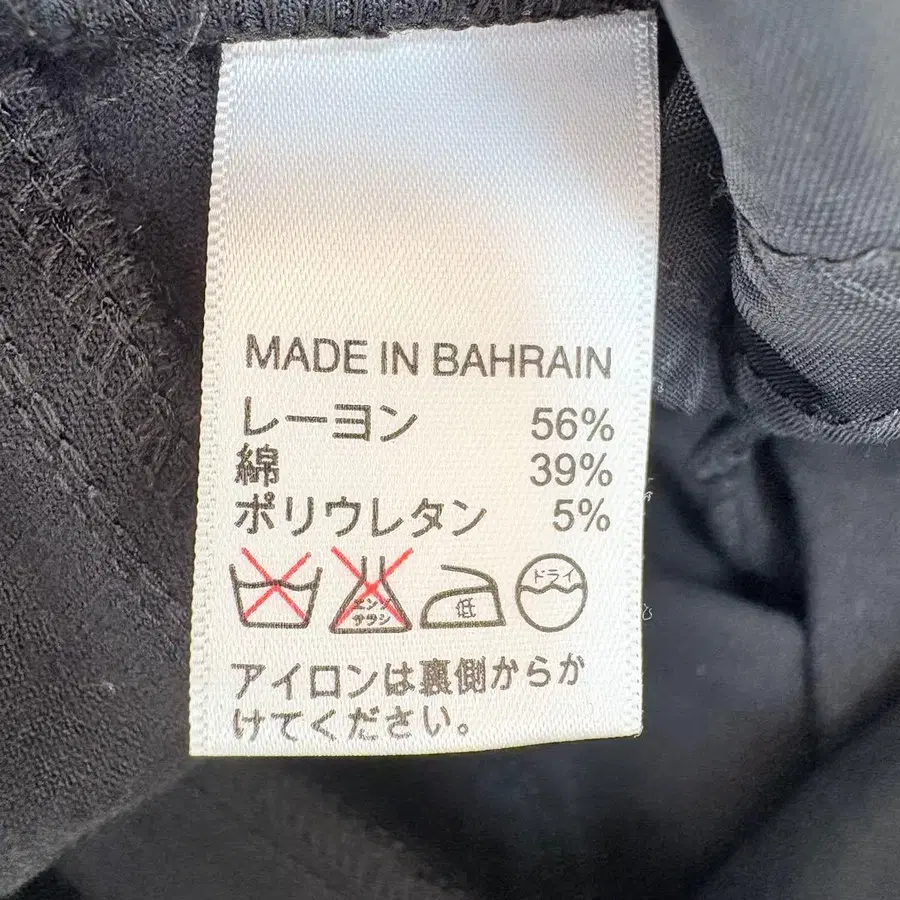 MADE IN BAHRAIN
レーヨン 56%
綿 39%
ポリウレタン 5%
エンソ
サラシ
低
ドライ
アイロンは裏側からか
けてください。